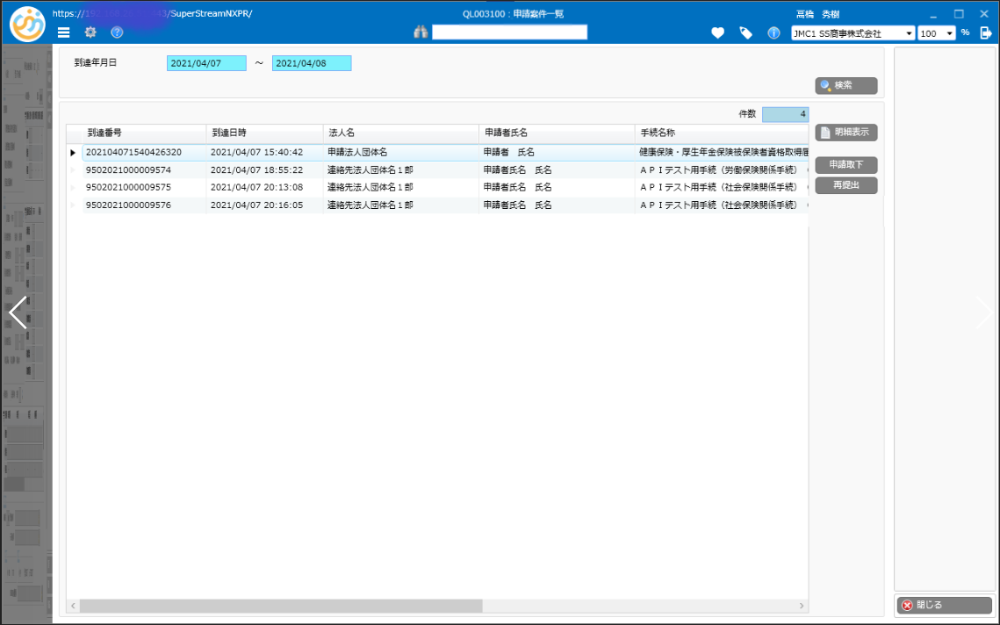 https:// /SuperStreamNXPR/
QL003100：申請案件一覧
高橋　秀樹
JMC1 SS商事株式会社
100
%
到達年月日
2021/04/07
～
2021/04/08
検索
件数
4
到達番号 到達日時 法人名 申請者氏名 手続名称
202104071540426320 2021/04/07 15:40:42 申請法人団体名 申請者　氏名 健康保険・厚生年金保険被保険者資格取得届
9502021000009574 2021/04/07 18:55:22 連絡先法人団体名１郎 申請者氏名　氏名 ＡＰＩテスト用手続（労働保険関係手続）
9502021000009575 2021/04/07 20:13:08 連絡先法人団体名１郎 申請者氏名　氏名 ＡＰＩテスト用手続（社会保険関係手続）
9502021000009576 2021/04/07 20:16:05 連絡先法人団体名１郎 申請者氏名　氏名 ＡＰＩテスト用手続（社会保険関係手続）
明細表示
申請取下
再提出
閉じる